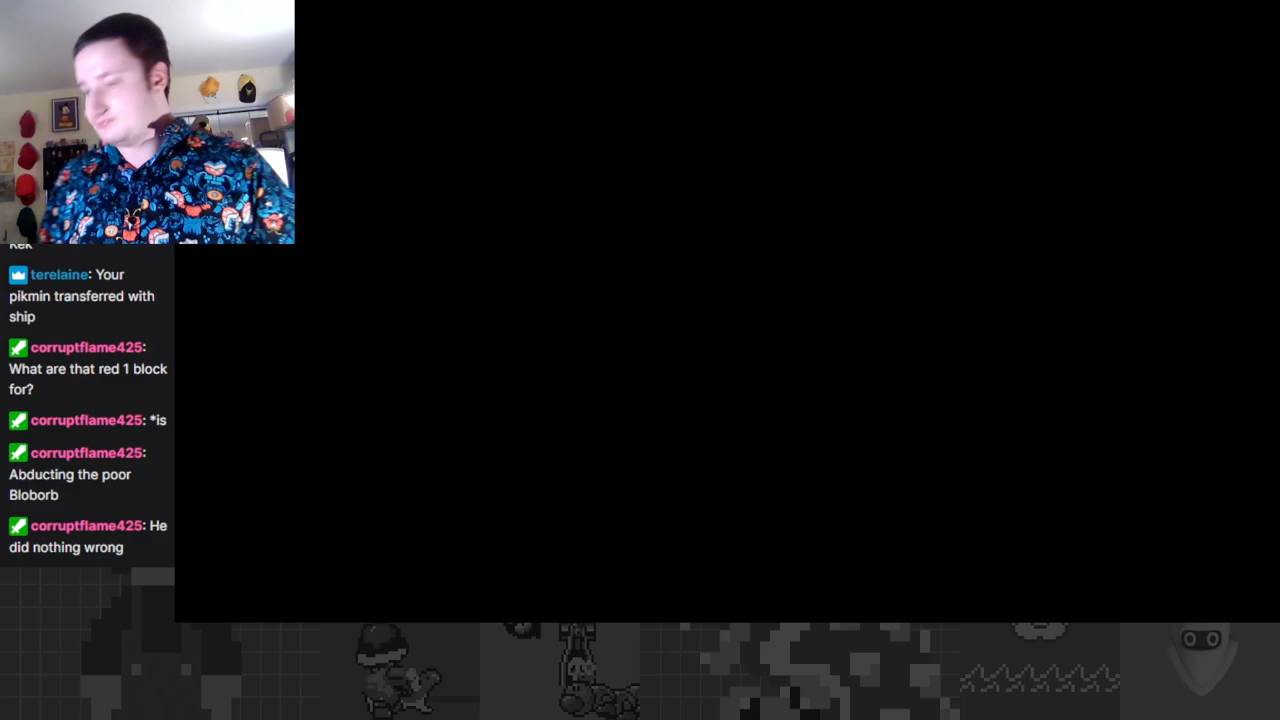 Kek
terelaine: Your
pikmin transferred with
ship
corruptflame425:
What are that red 1 block
for?
corruptflame425: *is
corruptflame425:
Abducting the poor
Bloborb
corruptflame425: He
did nothing wrong